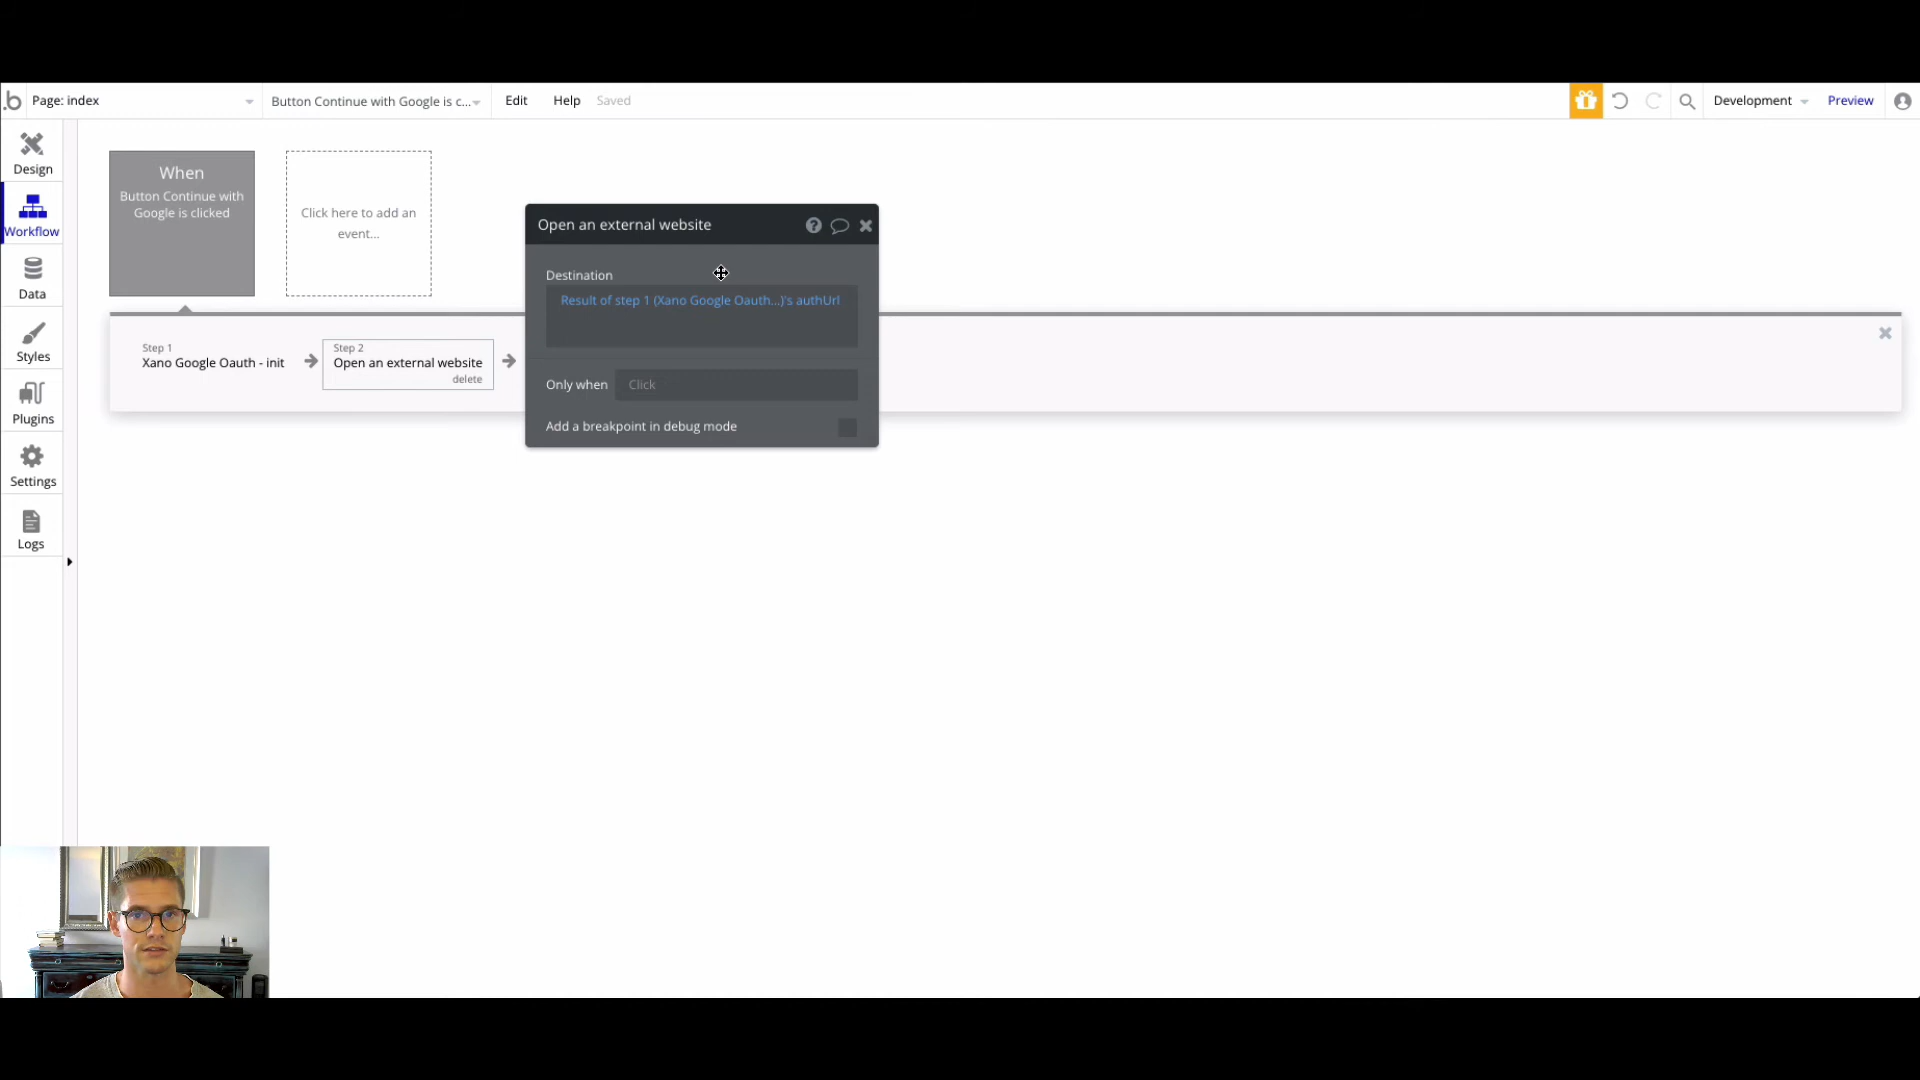 .b
Page: index
Button Continue with Google is c...
Edit
Help
Saved
Development
Preview
Design
Workflow
Data
Styles
Plugins
Settings
Logs
When
Button Continue with
Google is clicked
Click here to add an
event...
Step 1
Xano Google Oauth - init
Step 2
Open an external website
delete
Open an external website
Destination
Result of step 1 (Xano Google Oauth...)'s authUrl
Only when
Click
Add a breakpoint in debug mode